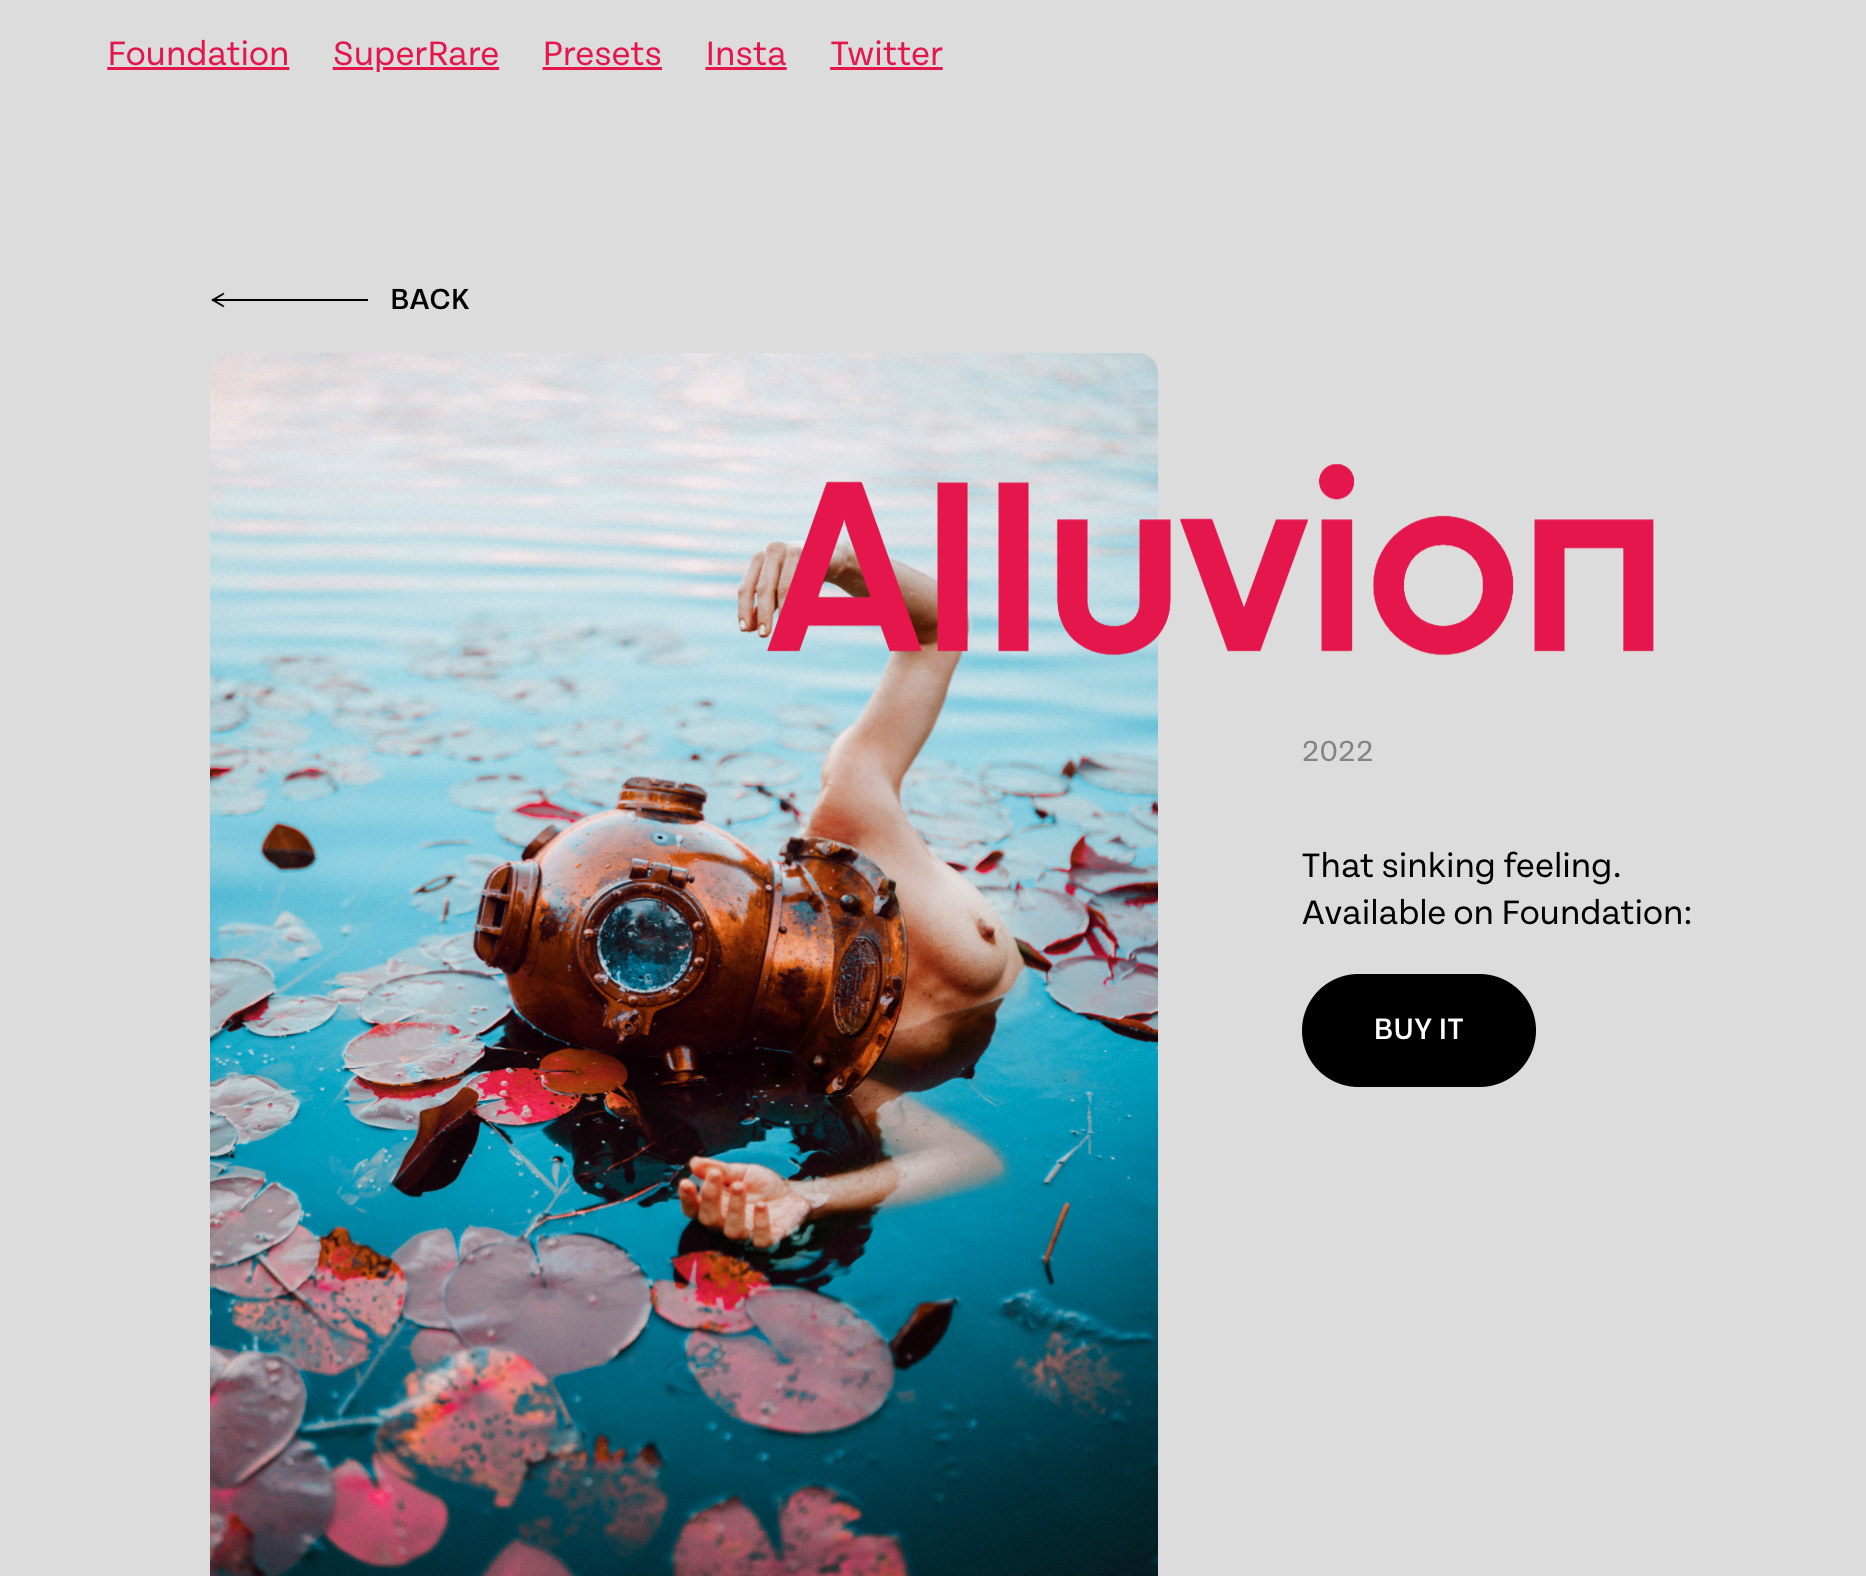 Foundation SuperRare Presets Insta Twitter
BACK
Alluvion
2022
That sinking feeling.
Available on Foundation:
BUY IT